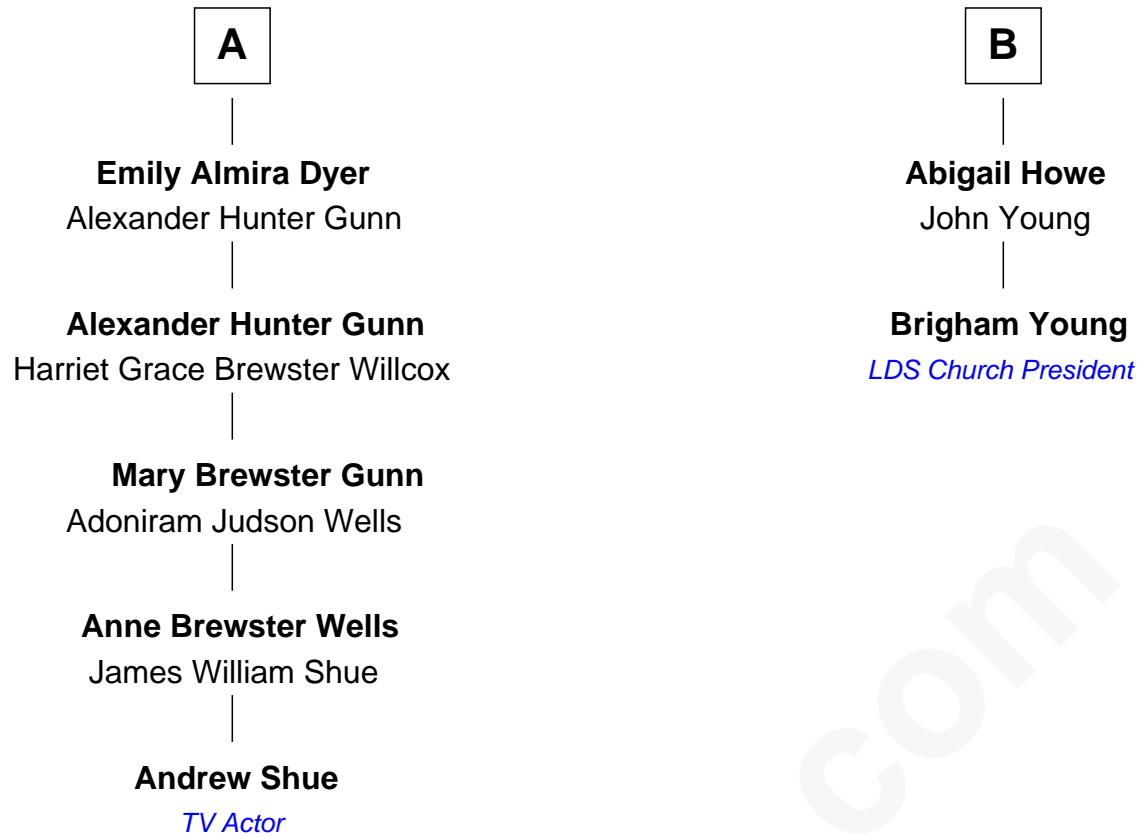 A
Emily Almira Dyer
Alexander Hunter Gunn
Alexander Hunter Gunn
Harriet Grace Brewster Willcox
Mary Brewster Gunn
Adoniram Judson Wells
Anne Brewster Wells
James William Shue
Andrew Shue
TV Actor
B
Abigail Howe
John Young
Brigham Young
LDS Church President
com